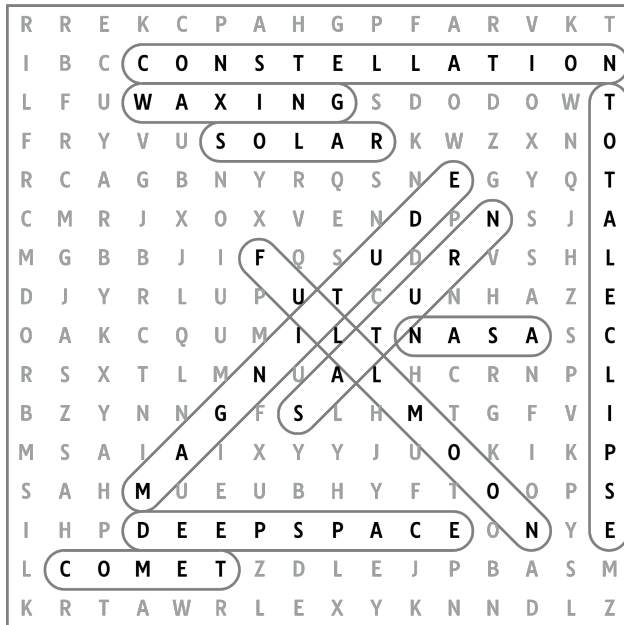 R R E K C P A H G P F A R V K T
I B C C O N S T E L L A T I O N
L F U W A X I N G S D O D O W T
F R Y V U S O L A R K W Z X N O
R C A G B N Y R Q S N E G Y Q T
C M R J X O X V E N D P N S J A
M G B B J I F Q S U D R V S H L
D J Y R L U P U T C U N H A Z E
O A K C Q U M I L T N A S A S C
R S X T L M N U A L H C R N P L
B Z Y N N G F S L H M T G F V I
M S A I A I X Y Y J U O K I K P
S A H M U E U B H Y F T O O P S
I H P D E E P S P A C E O N Y E
L C O M E T Z D L E J P B A S M
K R T A W R L E X Y K N N D L Z